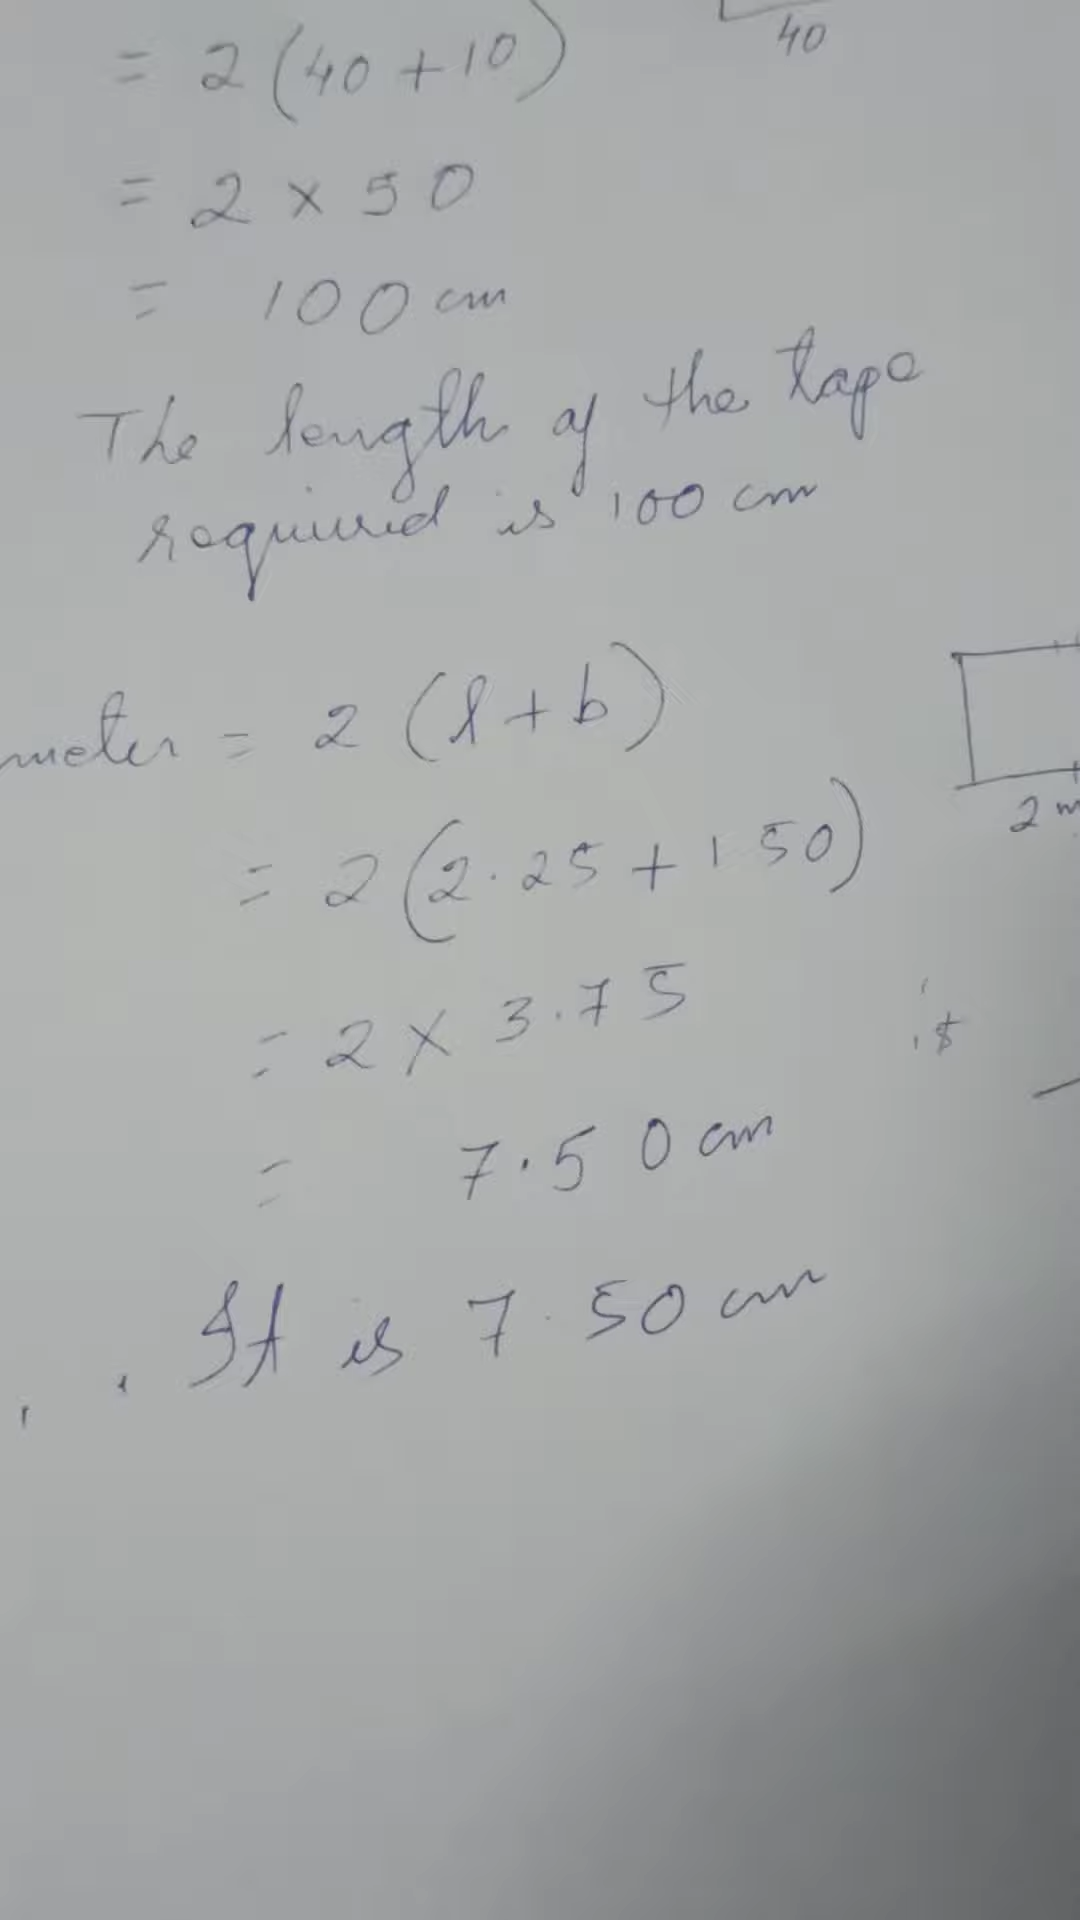 = 2 (40 + 10)
40
= 2 × 50
= 100 cm
The length of the tape
required is 100 cm
meter = 2 (l + b)
= 2 (2.25 + 1 50)
2 m
= 2 × 3.75
is
= 7.50 cm
It is 7.50 cm